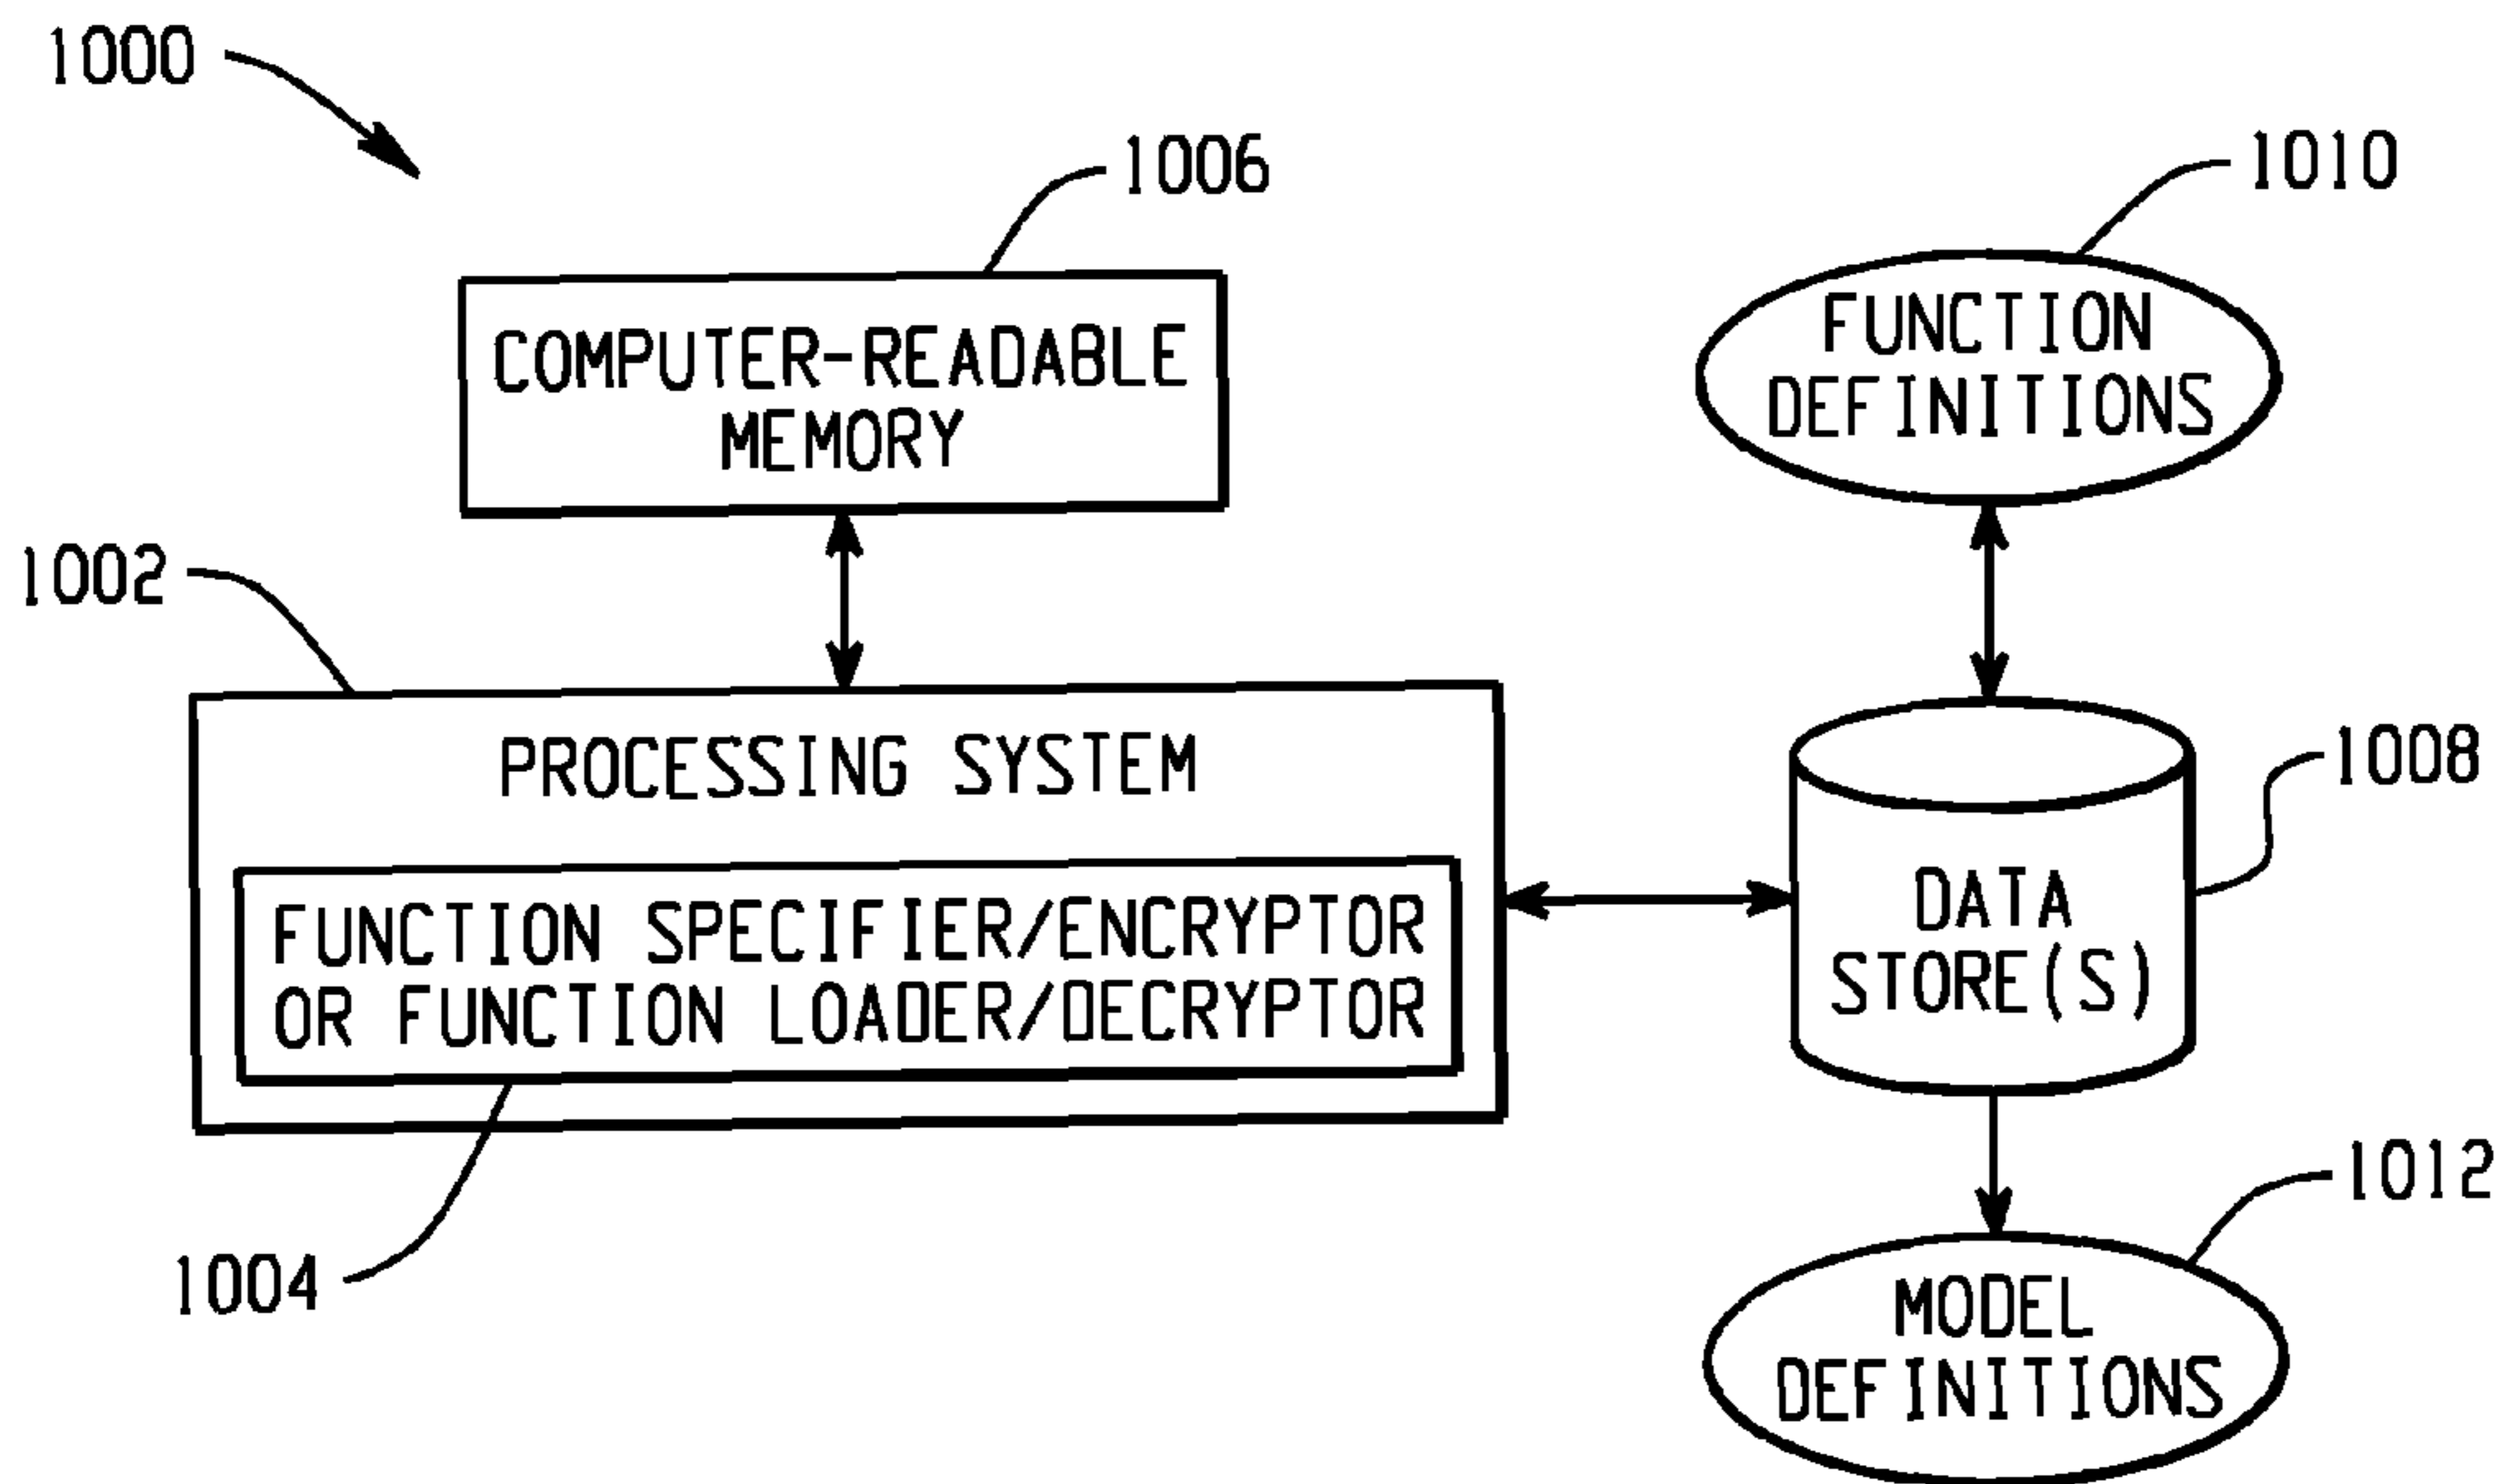 1000
1006
1010
COMPUTER-READABLE
MEMORY
FUNCTION
DEFINITIONS
1002
PROCESSING SYSTEM
1008
FUNCTION SPECIFIER/ENCRYPTOR
OR FUNCTION LOADER/DECRYPTOR
DATA
STORE(S)
1004
1012
MODEL
DEFINITIONS